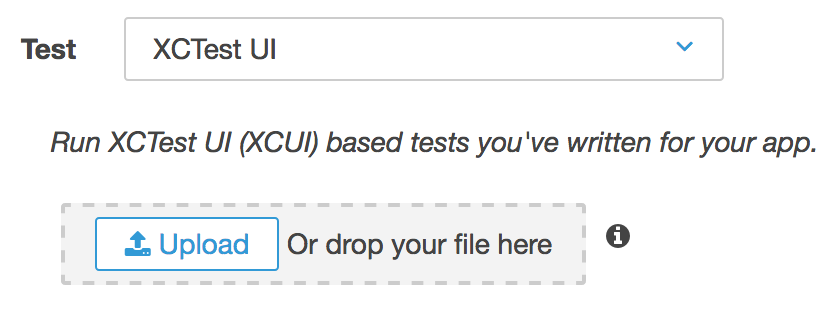 Test XCTest UI
Run XCTest UI (XCUI) based tests you've written for your app.
Upload Or drop your file here